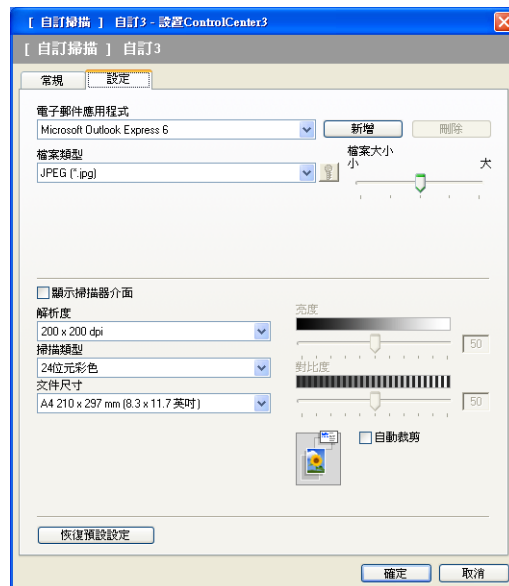 [ 自訂掃描 ] 自訂3 - 設置ControlCenter3
[ 自訂掃描 ] 自訂3
常規 設定
電子郵件應用程式
Microsoft Outlook Express 6 新增 刪除
檔案類型 檔案大小
JPEG (*.jpg) 小 大
顯示掃描器介面
解析度 亮度
200 x 200 dpi 50
掃描類型 對比度
24位元彩色
文件尺寸
A4 210 x 297 mm (8.3 x 11.7 英吋) 50
自動裁剪
恢復預設設定
確定 取消